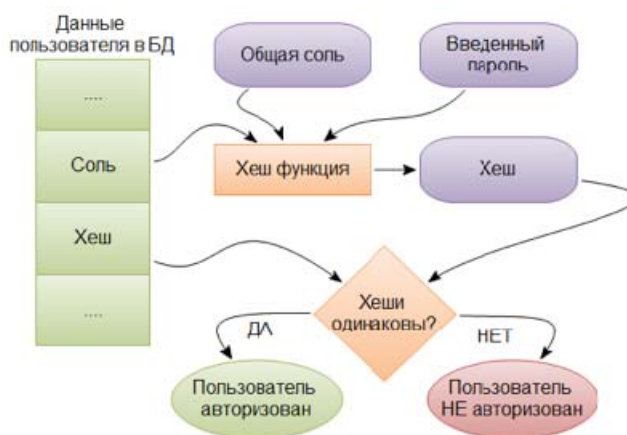 Данные
пользователя в БД
....
Соль
Хеш
....
Общая соль
Введенный
пароль
Хеш функция
Хеш
Хеши
одинаковы?
ДА
НЕТ
Пользователь
авторизован
Пользователь
НЕ авторизован